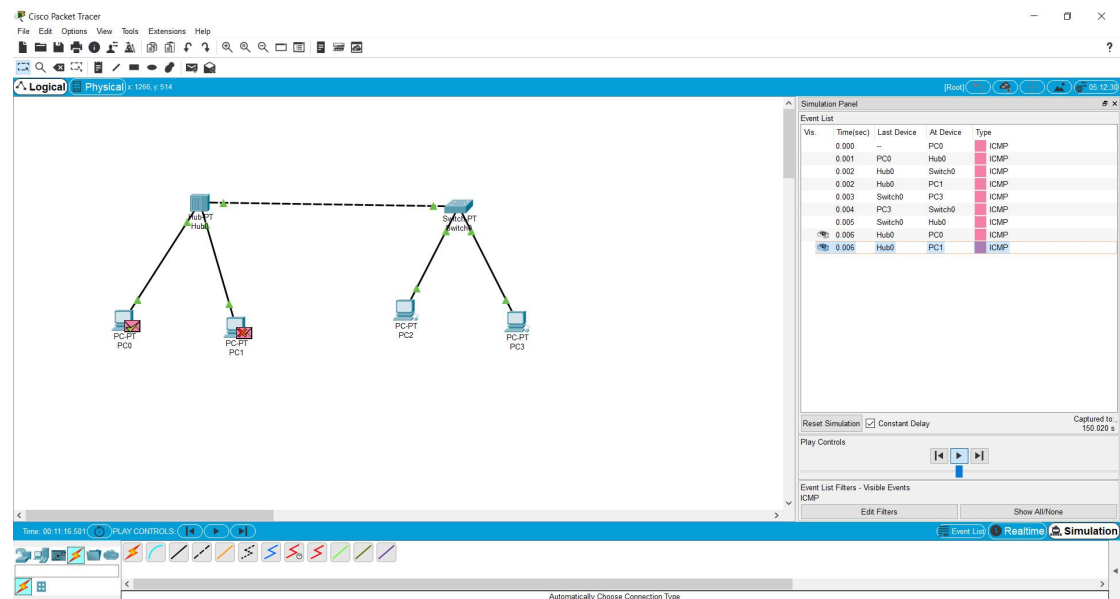 Cisco Packet Tracer
File Edit Options View Tools Extensions Help
?
Logical Physical x: 1266, y: 514 [Root] 05:12:30
Simulation Panel
Event List
Vis. Time(sec) Last Device At Device Type
0.000 -- PC0 ICMP
0.001 PC0 Hub0 ICMP
0.002 Hub0 Switch0 ICMP
0.002 Hub0 PC1 ICMP
0.003 Switch0 PC3 ICMP
0.004 PC3 Switch0 ICMP
0.005 Switch0 Hub0 ICMP
0.006 Hub0 PC0 ICMP
0.006 Hub0 PC1 ICMP
Hub-PT
Hub0
Switch-PT
Switch0
PC-PT
PC0
PC-PT
PC1
PC-PT
PC2
PC-PT
PC3
Reset Simulation Constant Delay
Captured to:
150.020 s
Play Controls
Event List Filters - Visible Events
ICMP
Edit Filters Show All/None
Time: 00:11:16.501 PLAY CONTROLS: Event List Realtime Simulation
Automatically Choose Connection Type